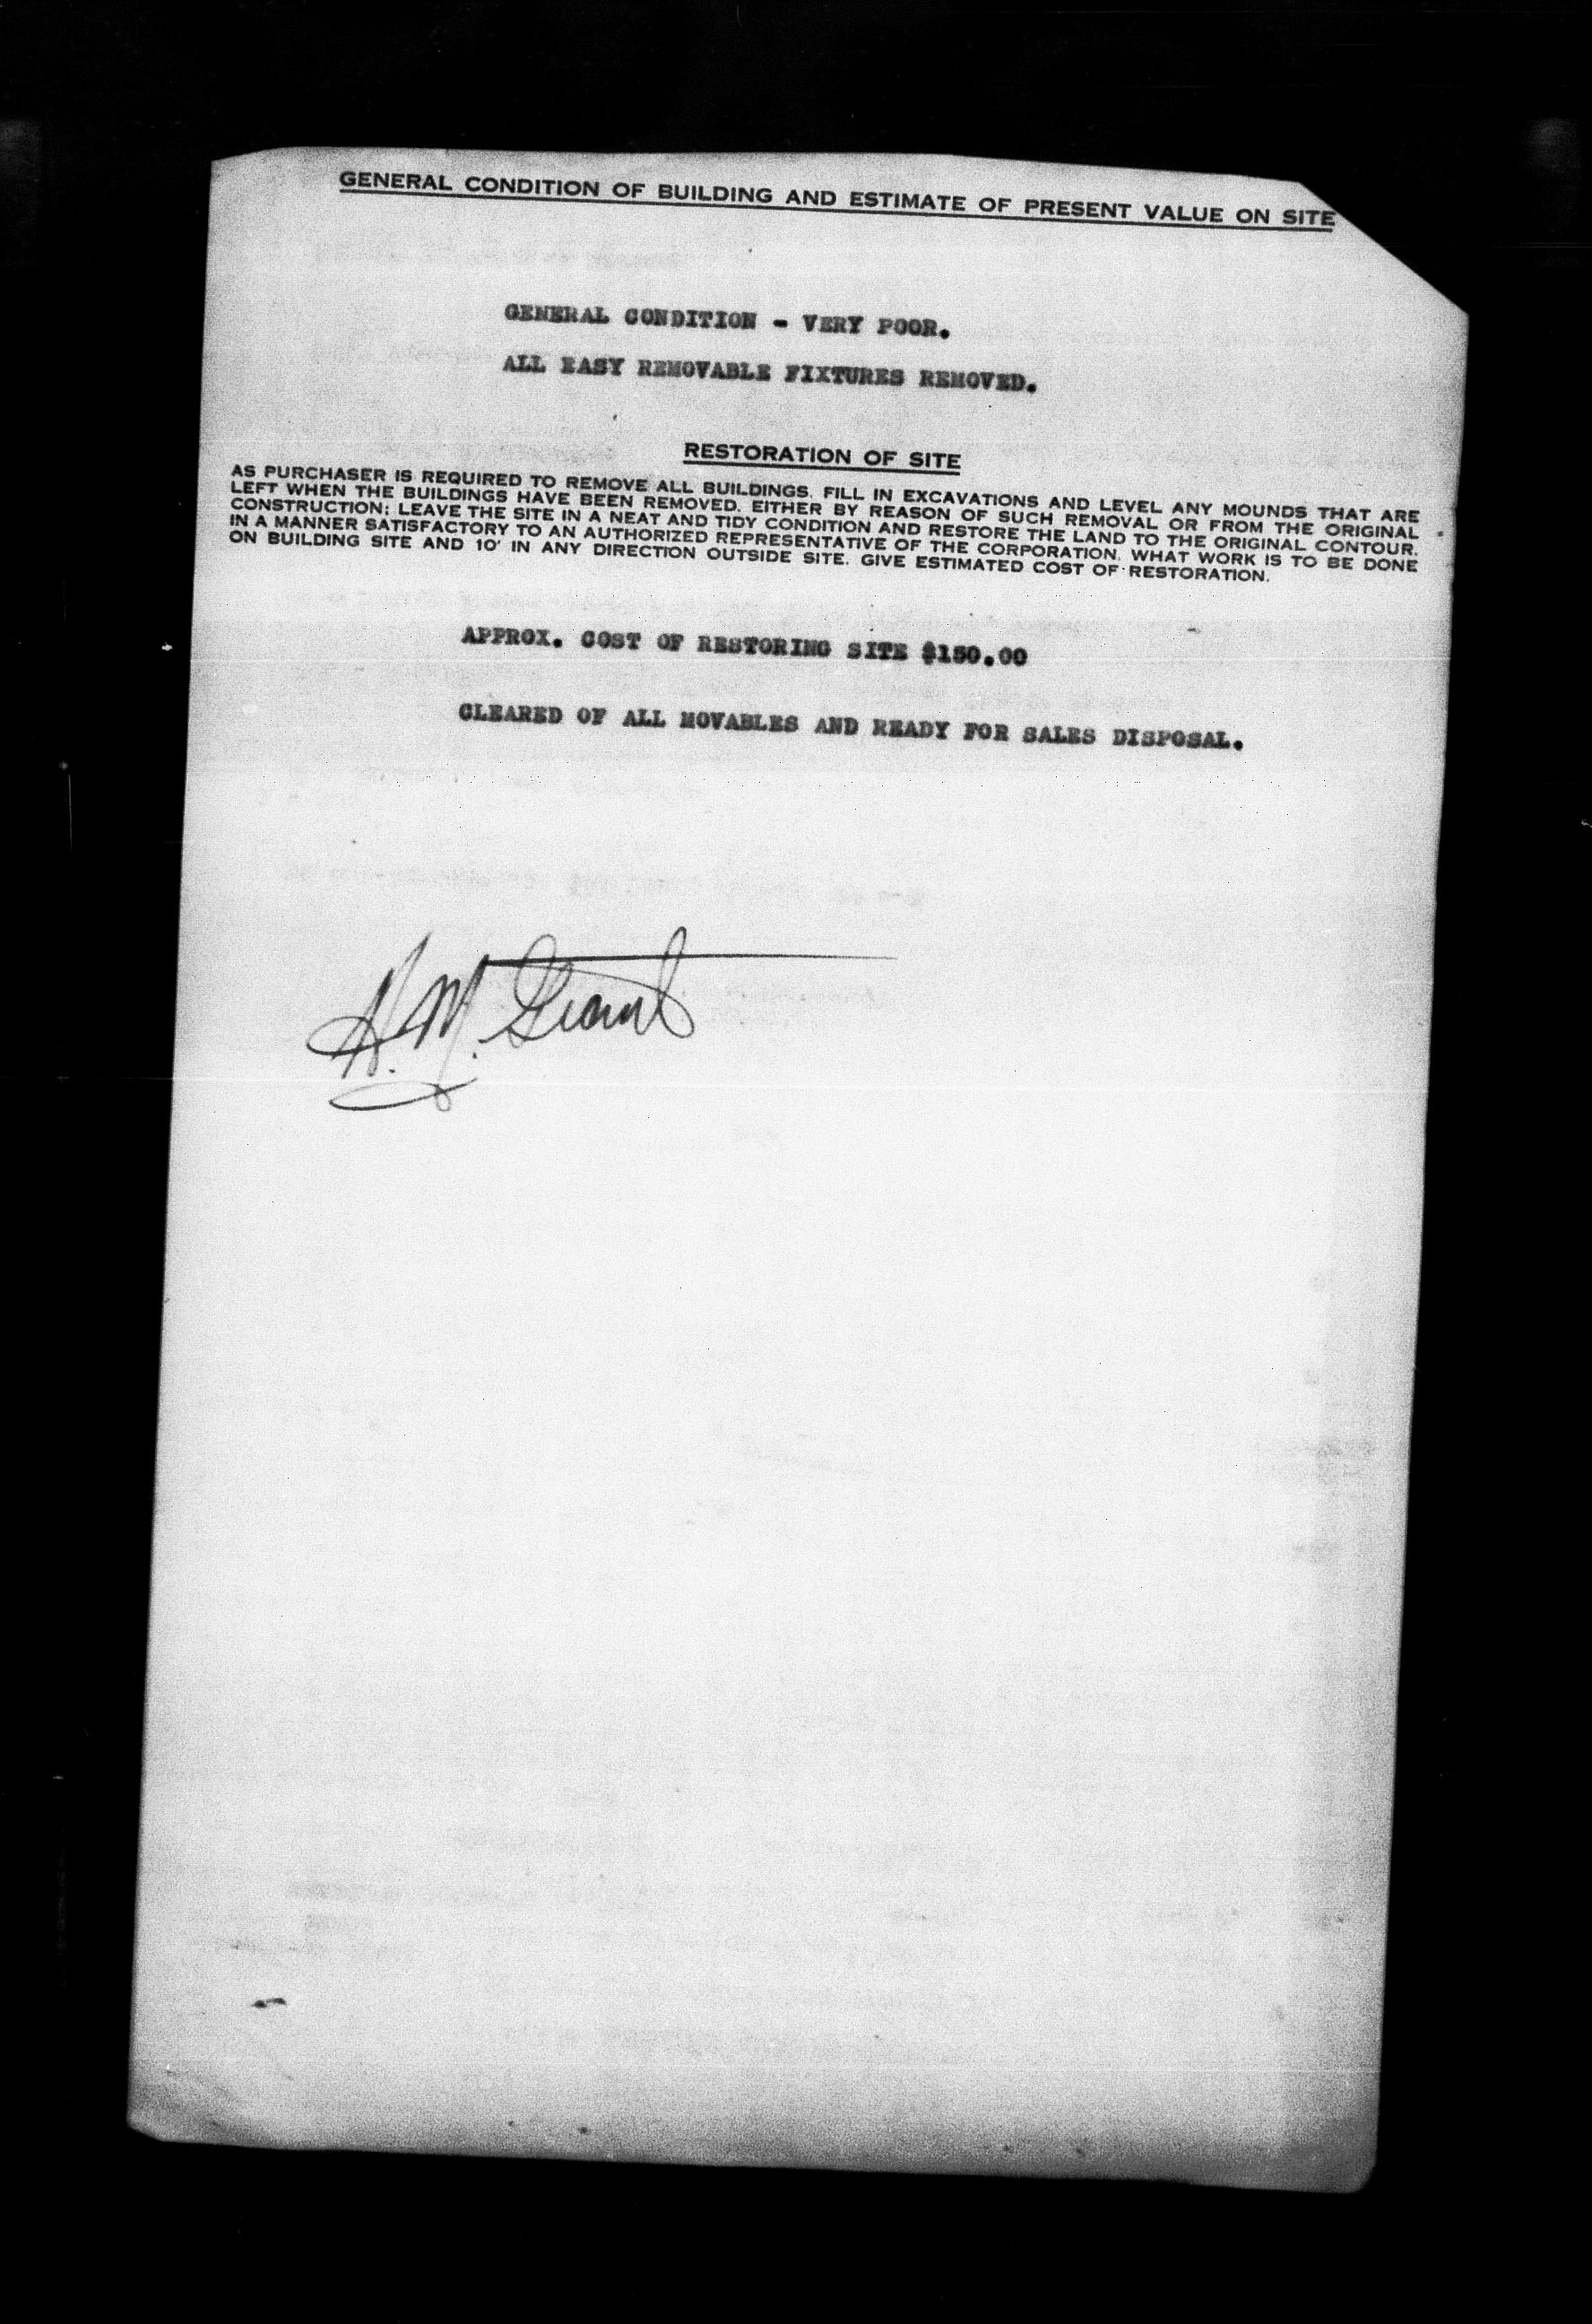 GENERAL CONDITION OF BUILDING AND ESTIMATE OF PRESENT VALUE ON SITE
GENERAL CONDITION - VERY POOR.
ALL EASY REMOVABLE FIXTURES REMOVED.
RESTORATION OF SITE
AS PURCHASER IS REQUIRED TO REMOVE ALL BUILDINGS, FILL IN EXCAVATIONS AND LEVEL ANY MOUNDS THAT ARE
LEFT WHEN THE BUILDINGS HAVE BEEN REMOVED, EITHER BY REASON OF SUCH REMOVAL OR FROM THE ORIGINAL
CONSTRUCTION; LEAVE THE SITE IN A NEAT AND TIDY CONDITION AND RESTORE THE LAND TO THE ORIGINAL CONTOUR,
IN A MANNER SATISFACTORY TO AN AUTHORIZED REPRESENTATIVE OF THE CORPORATION, WHAT WORK IS TO BE DONE
ON BUILDING SITE AND 10' IN ANY DIRECTION OUTSIDE SITE. GIVE ESTIMATED COST OF RESTORATION.
APPROX. COST OF RESTORING SITE $150.00
CLEARED OF ALL MOVABLES AND READY FOR SALES DISPOSAL.
H. M. Grant